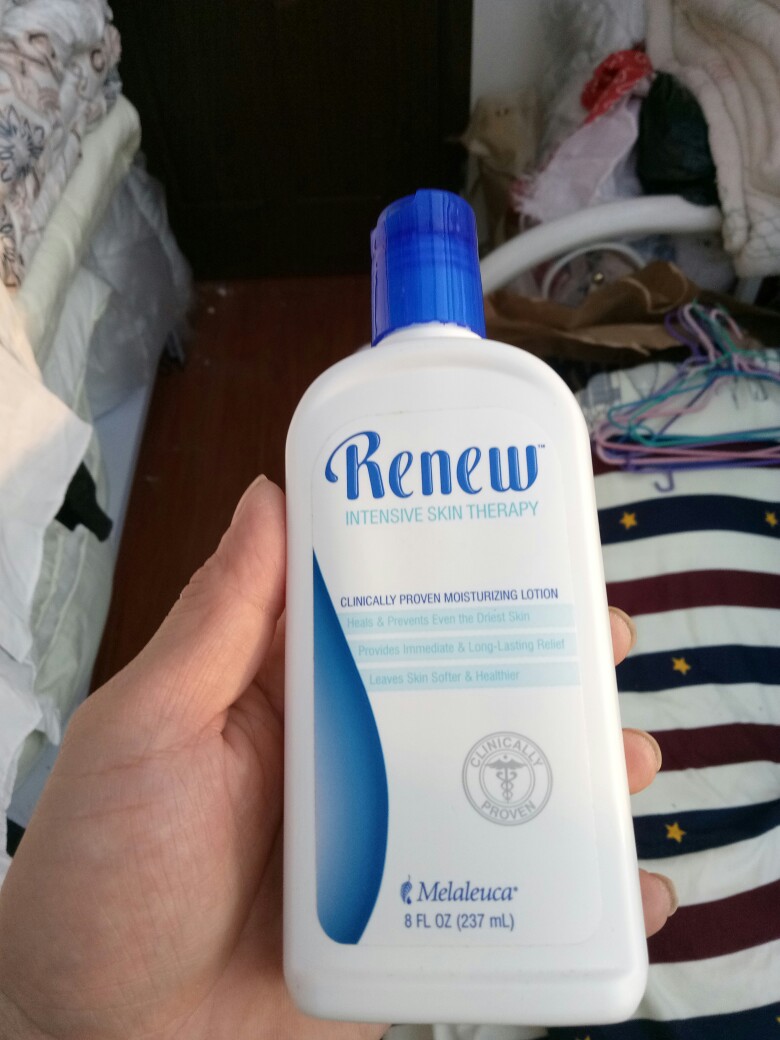 Renew™
INTENSIVE SKIN THERAPY
CLINICALLY PROVEN MOISTURIZING LOTION
Heals & Prevents Even the Driest Skin
Provides Immediate & Long-Lasting Relief
Leaves Skin Softer & Healthier
CLINICALLY
PROVEN
Melaleuca®
8 FL OZ (237 mL)